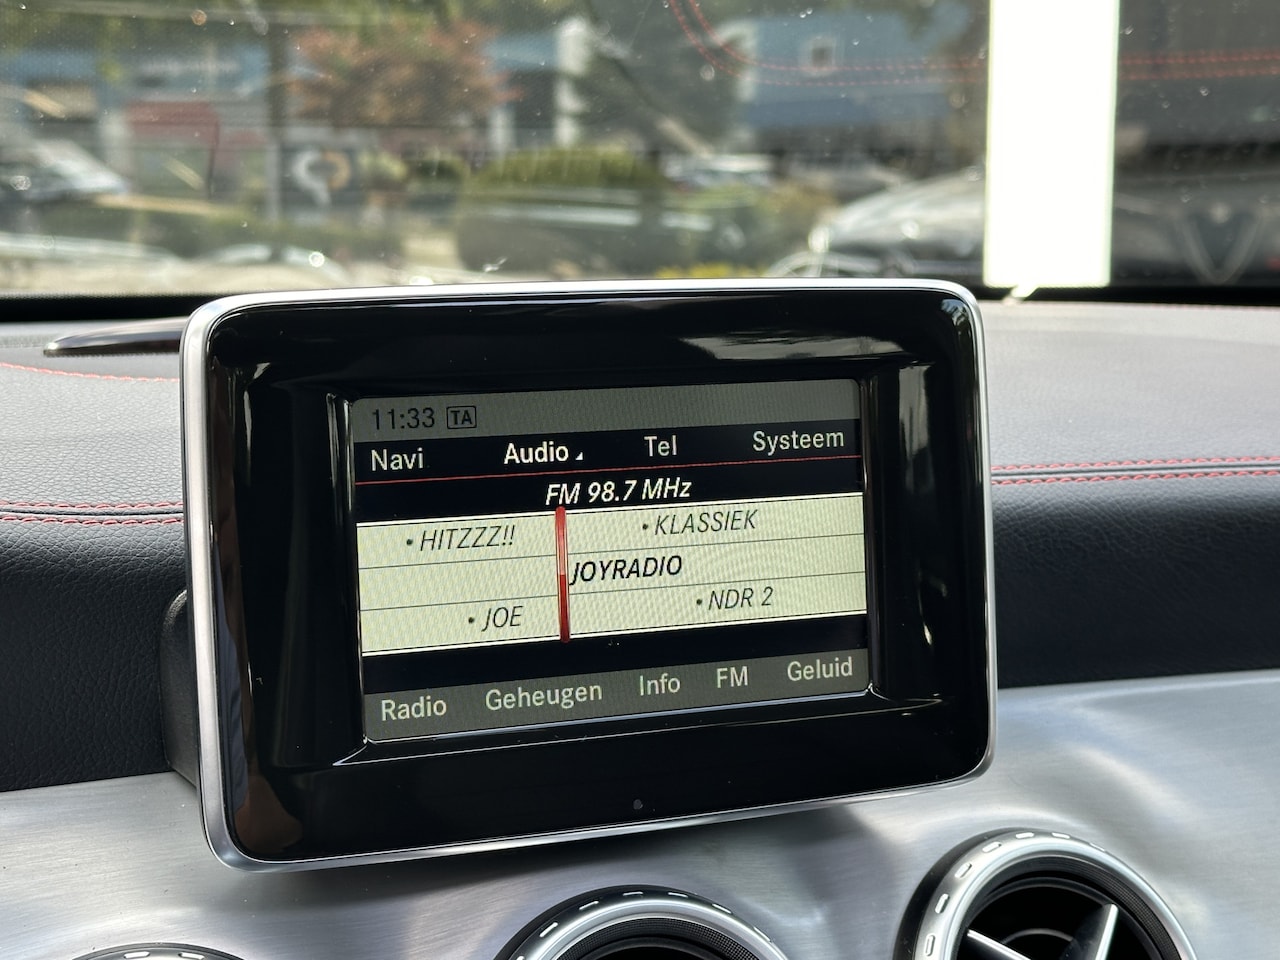 11:33 TA
Navi Audio Tel Systeem
FM 98.7 MHz
• HITZZZ!! • KLASSIEK
JOYRADIO
• JOE • NDR 2
Radio Geheugen Info FM Geluid